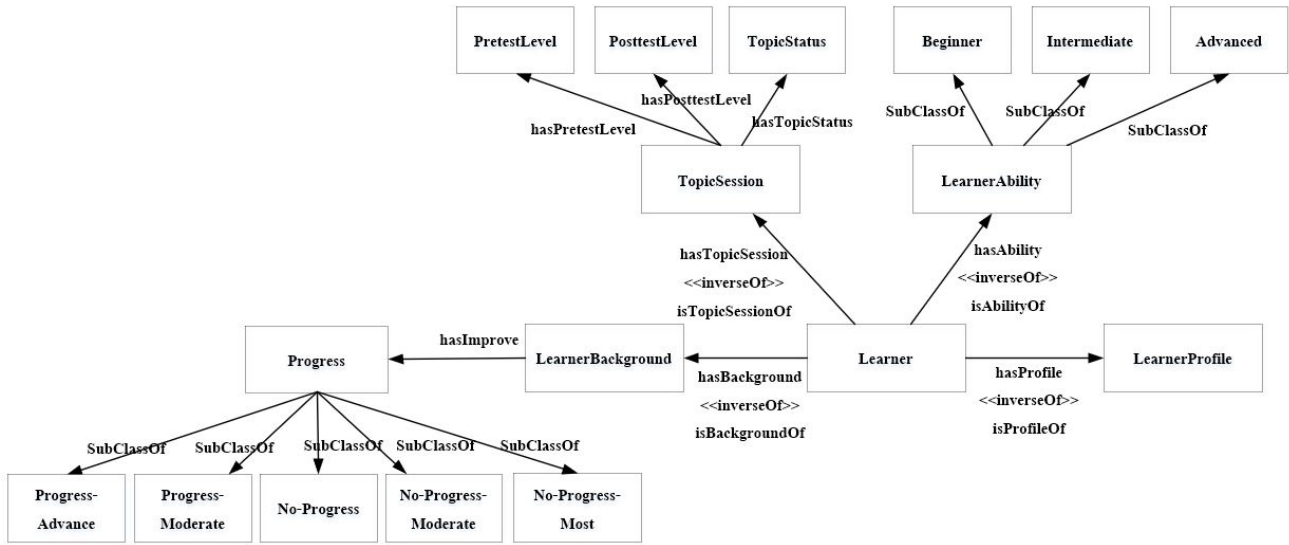 PretestLevel
PosttestLevel
TopicStatus
Beginner
Intermediate
Advanced
hasPosttestLevel
hasPretestLevel
hasTopicStatus
SubClassOf
SubClassOf
SubClassOf
TopicSession
LearnerAbility
hasTopicSession
<<inverseOf>>
isTopicSessionOf
hasAbility
<<inverseOf>>
isAbilityOf
Progress
hasImprove
LearnerBackground
Learner
LearnerProfile
hasBackground
<<inverseOf>>
isBackgroundOf
hasProfile
<<inverseOf>>
isProfileOf
SubClassOf
SubClassOf
SubClassOf
SubClassOf
SubClassOf
Progress-
Advance
Progress-
Moderate
No-Progress
No-Progress-
Moderate
No-Progress-
Most